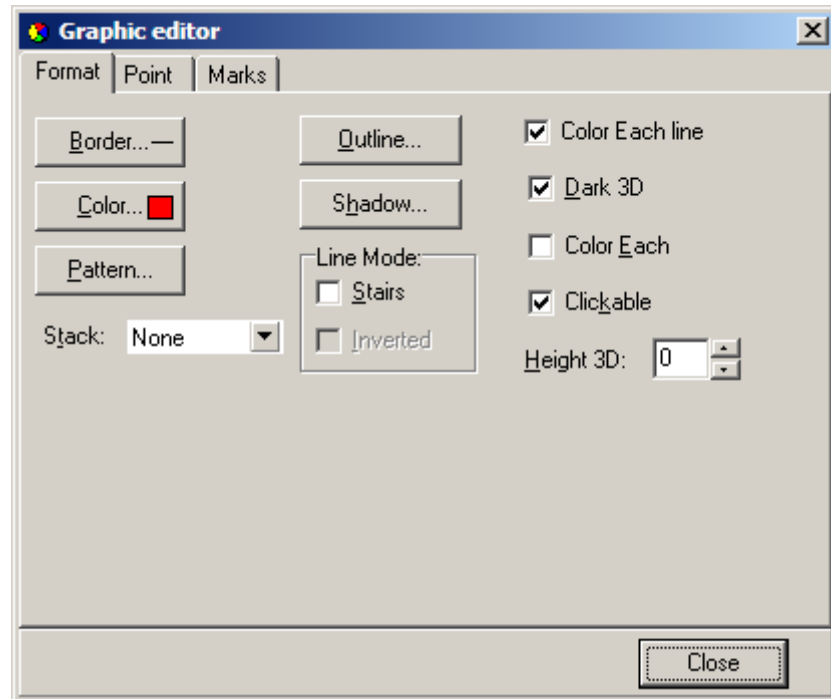 Graphic editor
Format Point Marks
Border...
Color...
Pattern...
Stack: None
Outline...
Shadow...
Line Mode:
Stairs
Inverted
Color Each line
Dark 3D
Color Each
Clickable
Height 3D: 0
Close